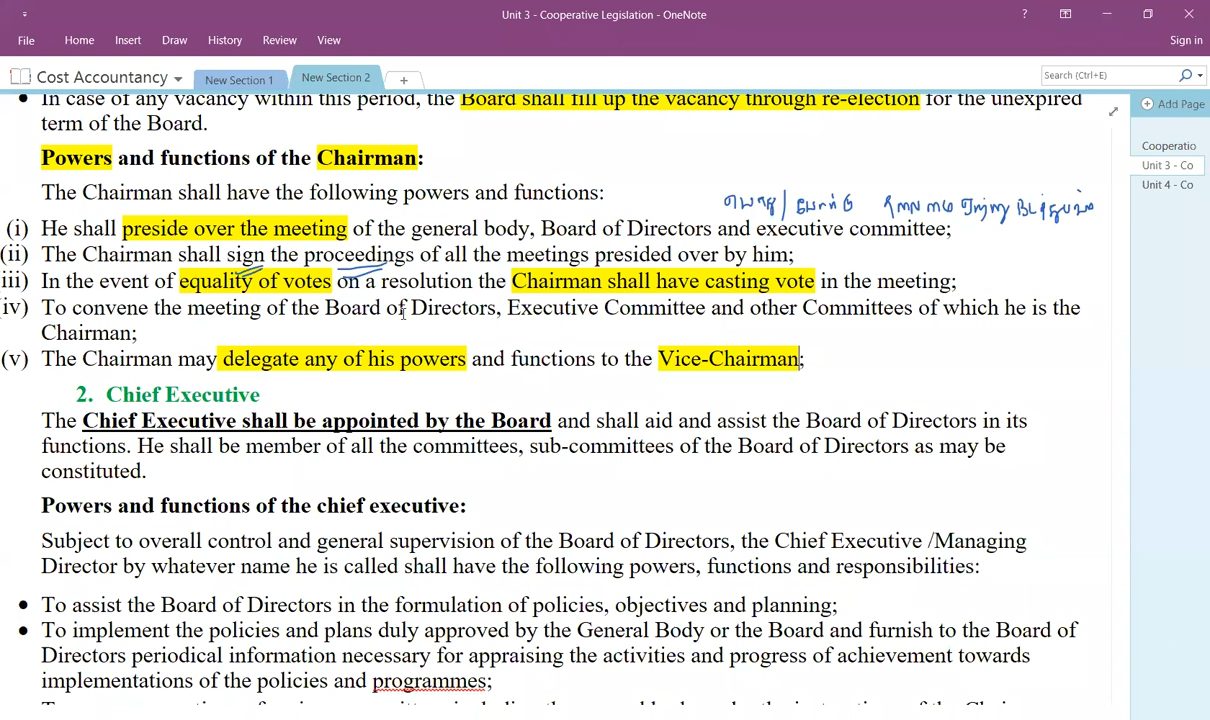 Unit 3 - Cooperative Legislation - OneNote
File Home Insert Draw History Review View Sign in
Cost Accountancy New Section 1 New Section 2 + Search (Ctrl+E)
In case of any vacancy within this period, the Board shall fill up the vacancy through re-election for the unexpired
term of the Board.
Powers and functions of the Chairman:
The Chairman shall have the following powers and functions:
(i) He shall preside over the meeting of the general body, Board of Directors and executive committee;
(ii) The Chairman shall sign the proceedings of all the meetings presided over by him;
iii) In the event of equality of votes on a resolution the Chairman shall have casting vote in the meeting;
iv) To convene the meeting of the Board of Directors, Executive Committee and other Committees of which he is the
Chairman;
(v) The Chairman may delegate any of his powers and functions to the Vice-Chairman;
2. Chief Executive
The Chief Executive shall be appointed by the Board and shall aid and assist the Board of Directors in its
functions. He shall be member of all the committees, sub-committees of the Board of Directors as may be
constituted.
Powers and functions of the chief executive:
Subject to overall control and general supervision of the Board of Directors, the Chief Executive /Managing
Director by whatever name he is called shall have the following powers, functions and responsibilities:
To assist the Board of Directors in the formulation of policies, objectives and planning;
To implement the policies and plans duly approved by the General Body or the Board and furnish to the Board of
Directors periodical information necessary for appraising the activities and progress of achievement towards
implementations of the policies and programmes;
Add Page
Cooperatio
Unit 3 - Co
Unit 4 - Co